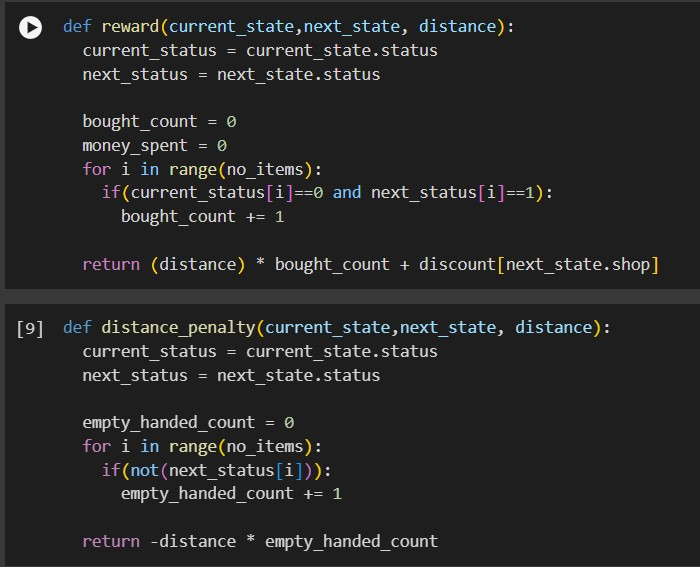 def reward(current_state,next_state, distance):
  current_status = current_state.status
  next_status = next_state.status

  bought_count = 0
  money_spent = 0
  for i in range(no_items):
    if(current_status[i]==0 and next_status[i]==1):
      bought_count += 1

  return (distance) * bought_count + discount[next_state.shop]
[9] def distance_penalty(current_state,next_state, distance):
  current_status = current_state.status
  next_status = next_state.status

  empty_handed_count = 0
  for i in range(no_items):
    if(not(next_status[i])):
      empty_handed_count += 1

  return -distance * empty_handed_count